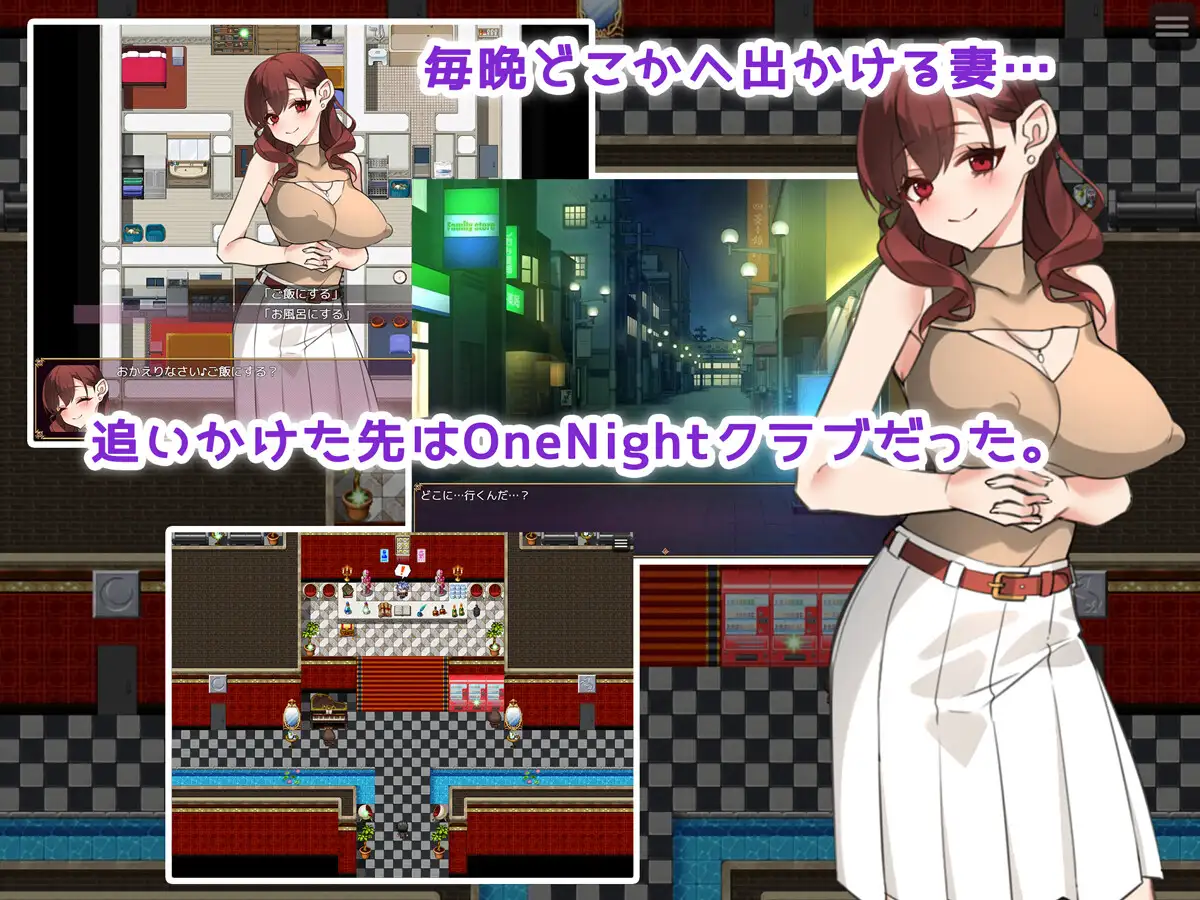 毎晩どこかへ出かける妻…
Family store
「ご飯にする」
「お風呂にする」
おかえりなさい♪ご飯にする？
追いかけた先はOneNightクラブだった。
どこに…行くんだ…？